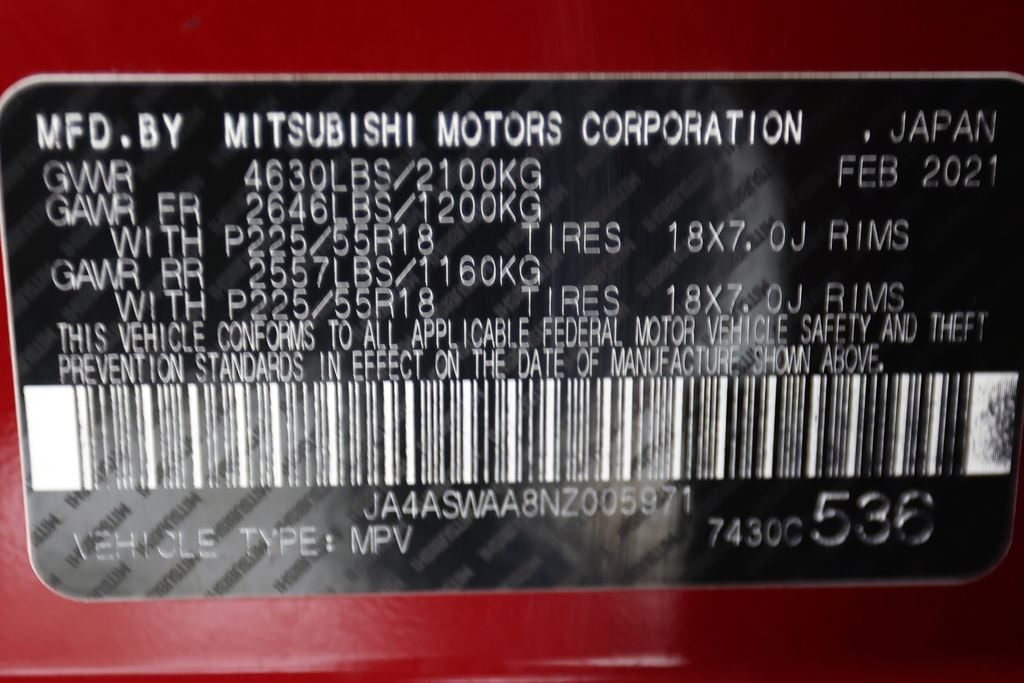 MFD.BY MITSUBISHI MOTORS CORPORATION , JAPAN
GVWR 4630LBS/2100KG FEB 2021
GAWR FR 2646LBS/1200KG
WITH P225/55R18 TIRES 18X7.0J RIMS
GAWR RR 2557LBS/1160KG
WITH P225/55R18 TIRES 18X7.0J RIMS
THIS VEHICLE CONFORMS TO ALL APPLICABLE FEDERAL MOTOR VEHICLE SAFETY AND THEFT
PREVENTION STANDARDS IN EFFECT ON THE DATE OF MANUFACTURE SHOWN ABOVE.
JA4ASWAA8NZ005971
VEHICLE TYPE: MPV 7430C 536